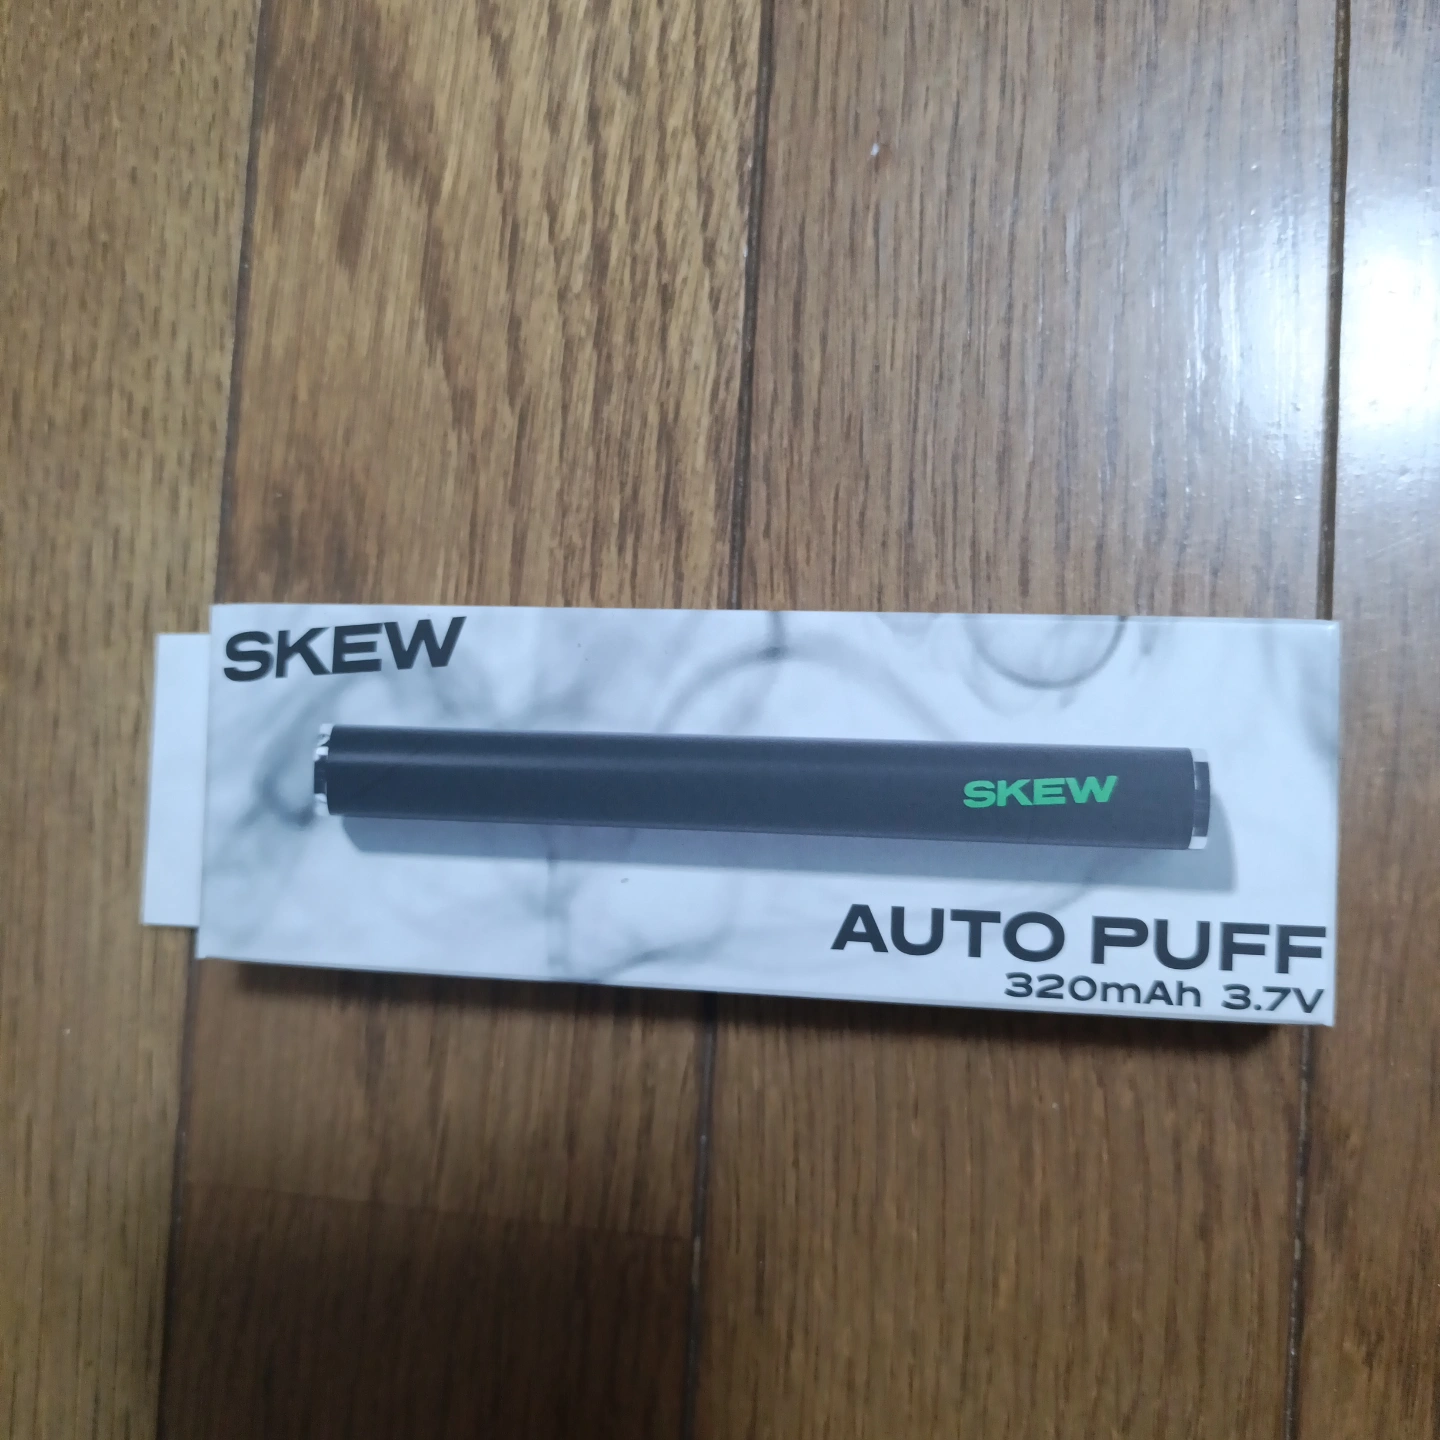 SKEW
SKEW
AUTO PUFF
320mAh 3.7V